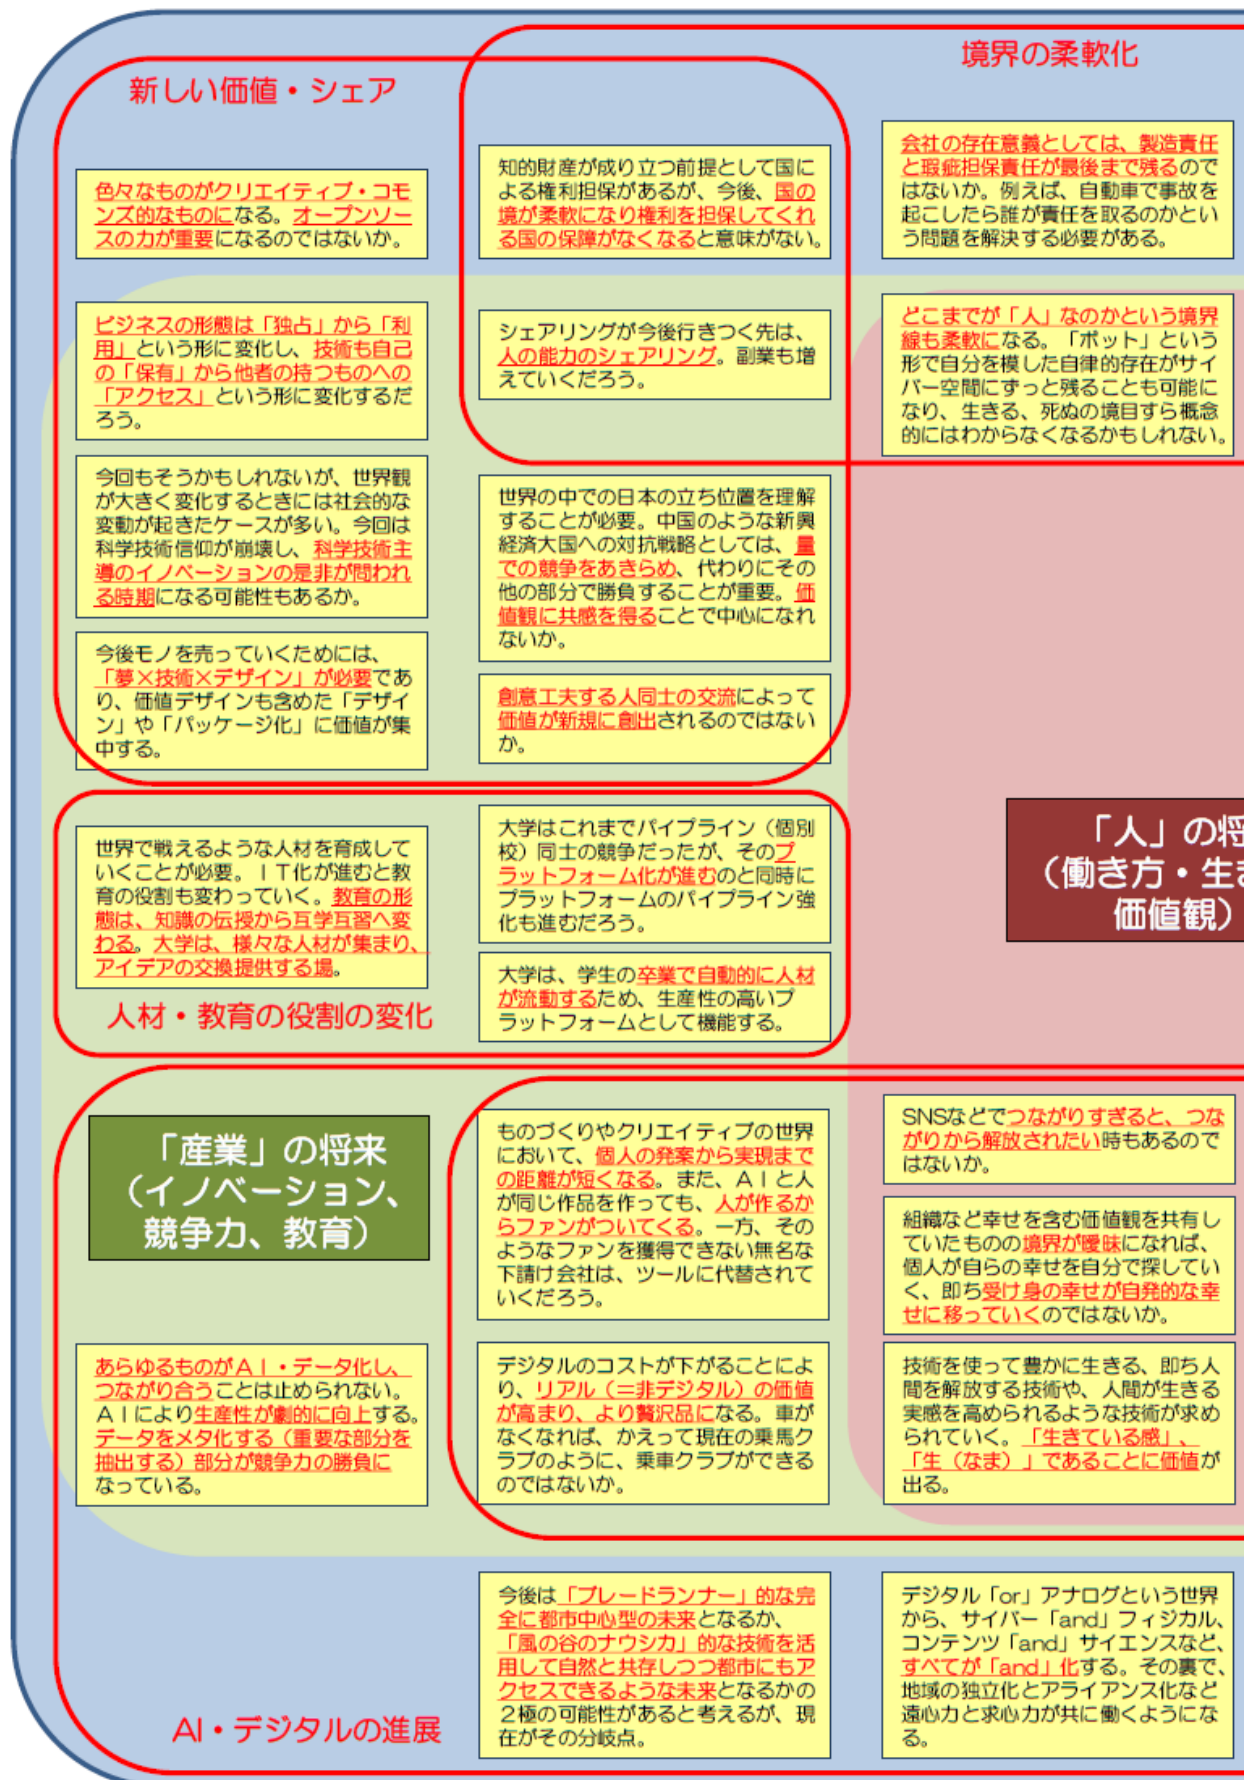 境界の柔軟化
新しい価値・シェア
色々なものがクリエイティブ・コモ
ンズ的なものになる。オープンソー
スの力が重要になるのではないか。
知的財産が成り立つ前提として国に
よる権利担保があるが、今後、国の
境が柔軟になり権利を担保してくれ
る国の保障がなくなると意味がない。
会社の存在意義としては、製造責任
と瑕疵担保責任が最後まで残るので
はないか。例えば、自動車で事故を
起こしたら誰が責任を取るのかとい
う問題を解決する必要がある。
ビジネスの形態は「独占」から「利
用」という形に変化し、技術も自己
の「保有」から他者の持つものへの
「アクセス」という形に変化するだ
ろう。
シェアリングが今後行きつく先は、
人の能力のシェアリング。副業も増
えていくだろう。
どこまでが「人」なのかという境界
線も柔軟になる。「ボット」という
形で自分を模した自律的存在がサイ
バー空間にずっと残ることも可能に
なり、生きる、死ぬの境目すら概念
的にはわからなくなるかもしれない。
今回もそうかもしれないが、世界観
が大きく変化するときには社会的な
変動が起きたケースが多い。今回は
科学技術信仰が崩壊し、科学技術主
導のイノベーションの是非が問われ
る時期になる可能性もあるか。
世界の中での日本の立ち位置を理解
することが必要。中国のような新興
経済大国への対抗戦略としては、量
での競争をあきらめ、代わりにその
他の部分で勝負することが重要。価
値観に共感を得ることで中心になれ
ないか。
今後モノを売っていくためには、
「夢×技術×デザイン」が必要であ
り、価値デザインも含めた「デザイ
ン」や「パッケージ化」に価値が集
中する。
創意工夫する人同士の交流によって
価値が新規に創出されるのではない
か。
世界で戦えるような人材を育成して
いくことが必要。IT化が進むと教
育の役割も変わっていく。教育の形
態は、知識の伝授から互学互習へ変
わる。大学は、様々な人材が集まり、
アイデアの交換提供する場。
大学はこれまでパイプライン（個別
校）同士の競争だったが、そのプ
ラットフォーム化が進むのと同時に
プラットフォームのパイプライン強
化も進むだろう。
「人」の将
（働き方・生き
価値観）
大学は、学生の卒業で自動的に人材
が流動するため、生産性の高いプ
ラットフォームとして機能する。
人材・教育の役割の変化
「産業」の将来
（イノベーション、
競争力、教育）
ものづくりやクリエイティブの世界
において、個人の発案から実現まで
の距離が短くなる。また、AIと人
が同じ作品を作っても、人が作るか
らファンがついてくる。一方、その
ようなファンを獲得できない無名な
下請け会社は、ツールに代替されて
いくだろう。
SNSなどでつながりすぎると、つな
がりから解放されたい時もあるので
はないか。
組織など幸せを含む価値観を共有し
ていたものの境界が曖昧になれば、
個人が自らの幸せを自分で探してい
く、即ち受け身の幸せが自発的な幸
せに移っていくのではないか。
あらゆるものがAI・データ化し、
つながり合うことは止められない。
AIにより生産性が劇的に向上する。
データをメタ化する（重要な部分を
抽出する）部分が競争力の勝負に
なっている。
デジタルのコストが下がることによ
り、リアル（＝非デジタル）の価値
が高まり、より贅沢品になる。車が
なくなれば、かえって現在の乗馬ク
ラブのように、乗車クラブができる
のではないか。
技術を使って豊かに生きる、即ち人
間を解放する技術や、人間が生きる
実感を高められるような技術が求め
られていく。「生きている感」、
「生（なま）」であることに価値が
出る。
今後は「ブレードランナー」的な完
全に都市中心型の未来となるか、
「風の谷のナウシカ」的な技術を活
用して自然と共存しつつ都市にもア
クセスできるような未来となるかの
2極の可能性があると考えるが、現
在がその分岐点。
デジタル「or」アナログという世界
から、サイバー「and」フィジカル、
コンテンツ「and」サイエンスなど、
すべてが「and」化する。その裏で、
地域の独立化とアライアンス化など
遠心力と求心力が共に働くようにな
る。
AI・デジタルの進展